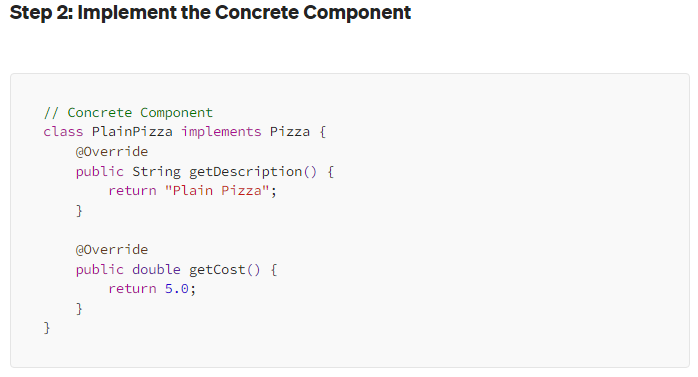 Step 2: Implement the Concrete Component
// Concrete Component
class PlainPizza implements Pizza {
    @Override
    public String getDescription() {
        return "Plain Pizza";
    }

    @Override
    public double getCost() {
        return 5.0;
    }
}